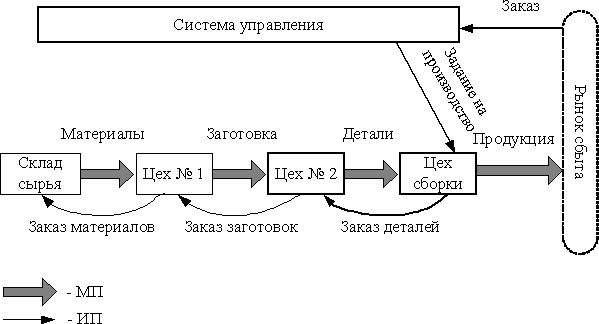 Заказ
Система управления
Задание на
производство
Рынок сбыта
Материалы
Заготовка
Детали
Продукция
Склад
сырья
Цех № 1
Цех № 2
Цех
сборки
Заказ материалов
Заказ заготовок
Заказ деталей
- МП
- ИП